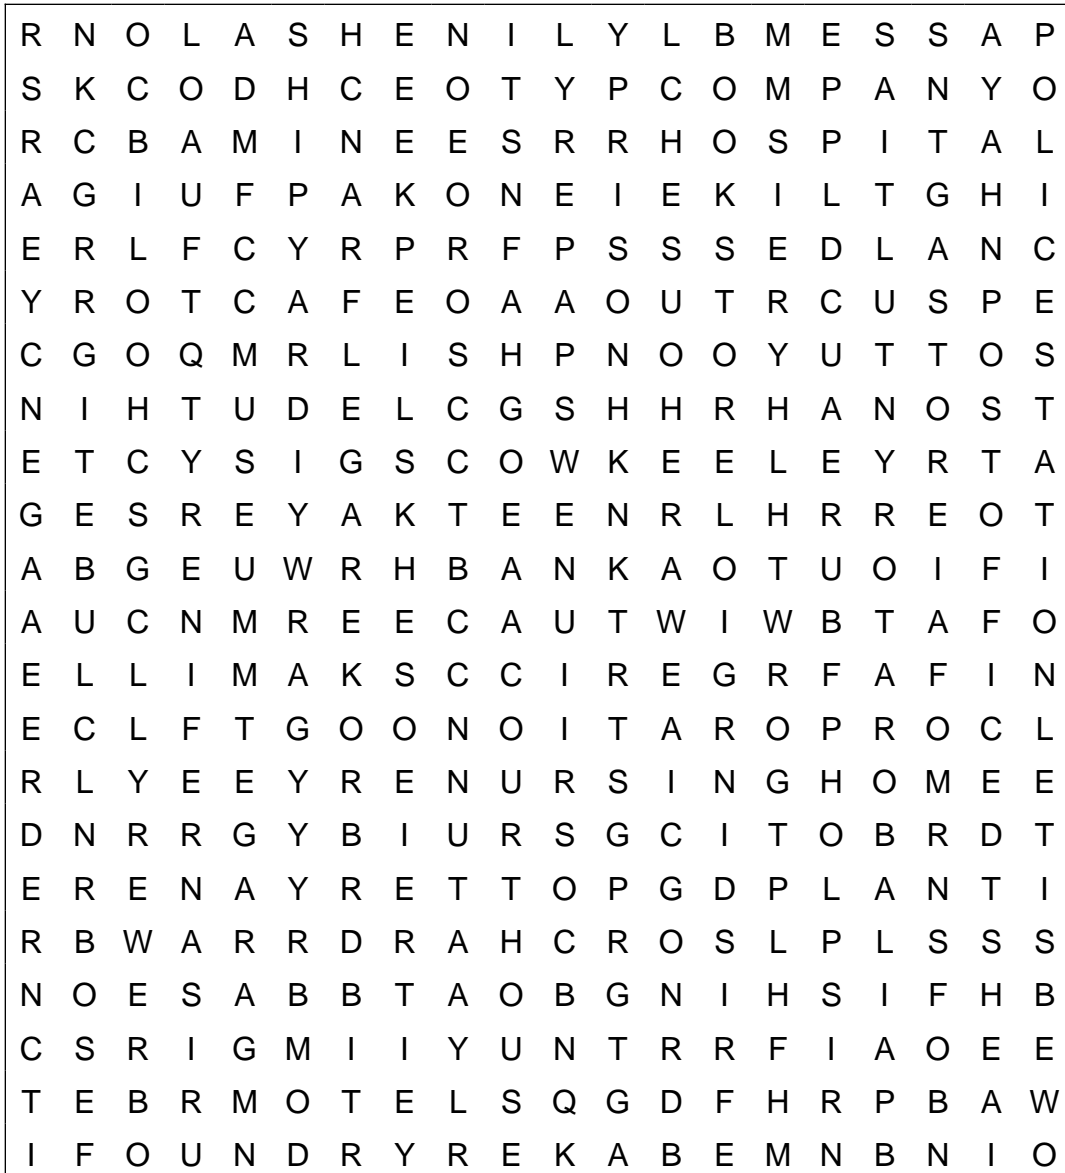 R N O L A S H E N I L Y L B M E S S A P
S K C O D H C E O T Y P C O M P A N Y O
R C B A M I N E E S R R H O S P I T A L
A G I U F P A K O N E I E K I L T G H I
E R L F C Y R P R F P S S S E D L A N C
Y R O T C A F E O A A O U T R C U S P E
C G O Q M R L I S H P N O O Y U T T O S
N I H T U D E L C G S H H R H A N O S T
E T C Y S I G S C O W K E E L E Y R T A
G E S R E Y A K T E E N R L H R R E O T
A B G E U W R H B A N K A O T U O I F I
A U C N M R E E C A U T W I W B T A F O
E L L I M A K S C C I R E G R F A F I N
E C L F T G O O N O I T A R O P R O C L
R L Y E E Y R E N U R S I N G H O M E E
D N R R G Y B I U R S G C I T O B R D T
E R E N A Y R E T T O P G D P L A N T I
R B W A R R D R A H C R O S L P L S S S
N O E S A B B T A O B G N I H S I F H B
C S R I G M I I Y U N T R R F I A O E E
T E B R M O T E L S Q G D F H R P B A W
I F O U N D R Y R E K A B E M N B N I O